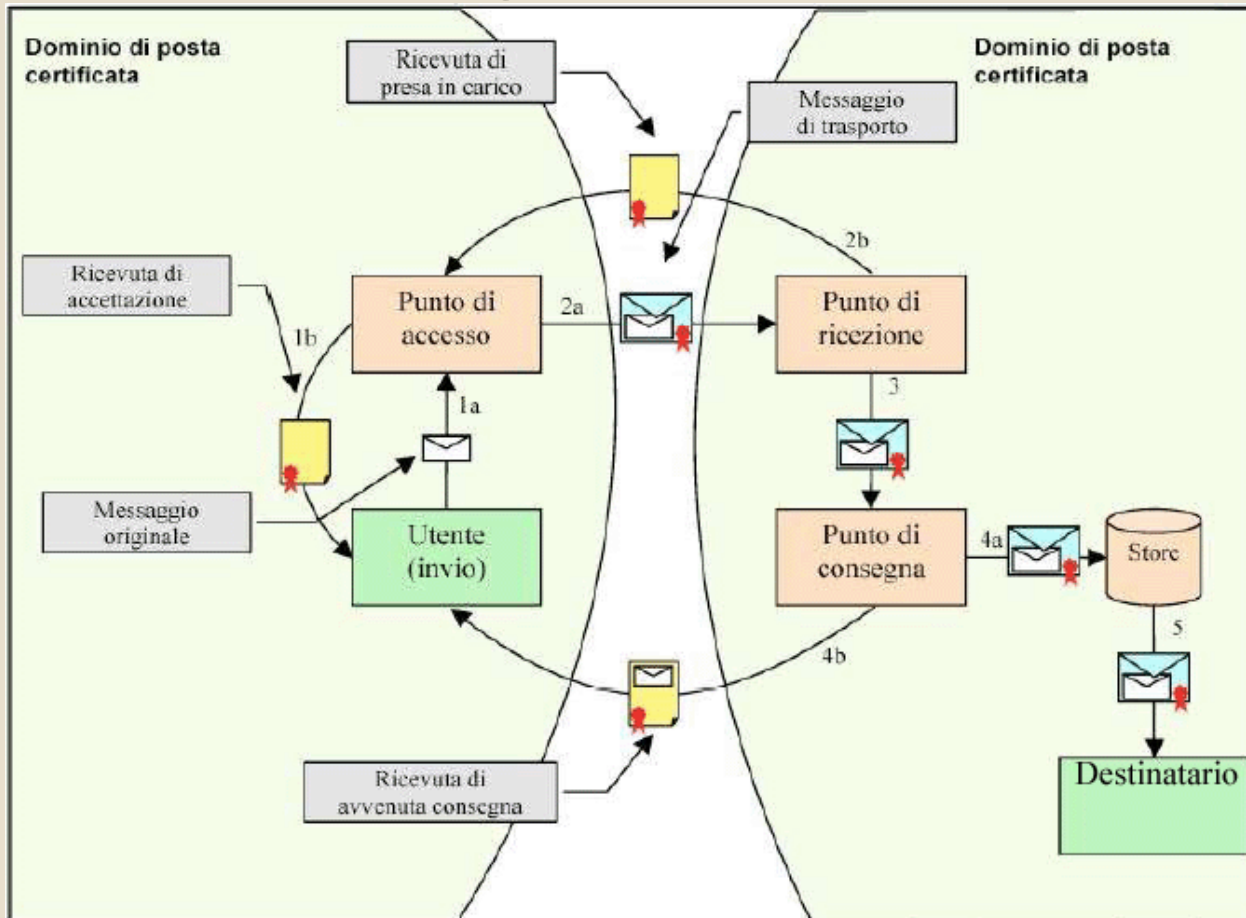 Dominio di posta
certificata
Ricevuta di
presa in carico
Messaggio
di trasporto
Dominio di posta
certificata
2b
Ricevuta di
accettazione
1b
Punto di
accesso
2a
Punto di
ricezione
1a
3
Messaggio
originale
Utente
(invio)
Punto di
consegna
4a
Store
4b
5
Ricevuta di
avvenuta consegna
Destinatario